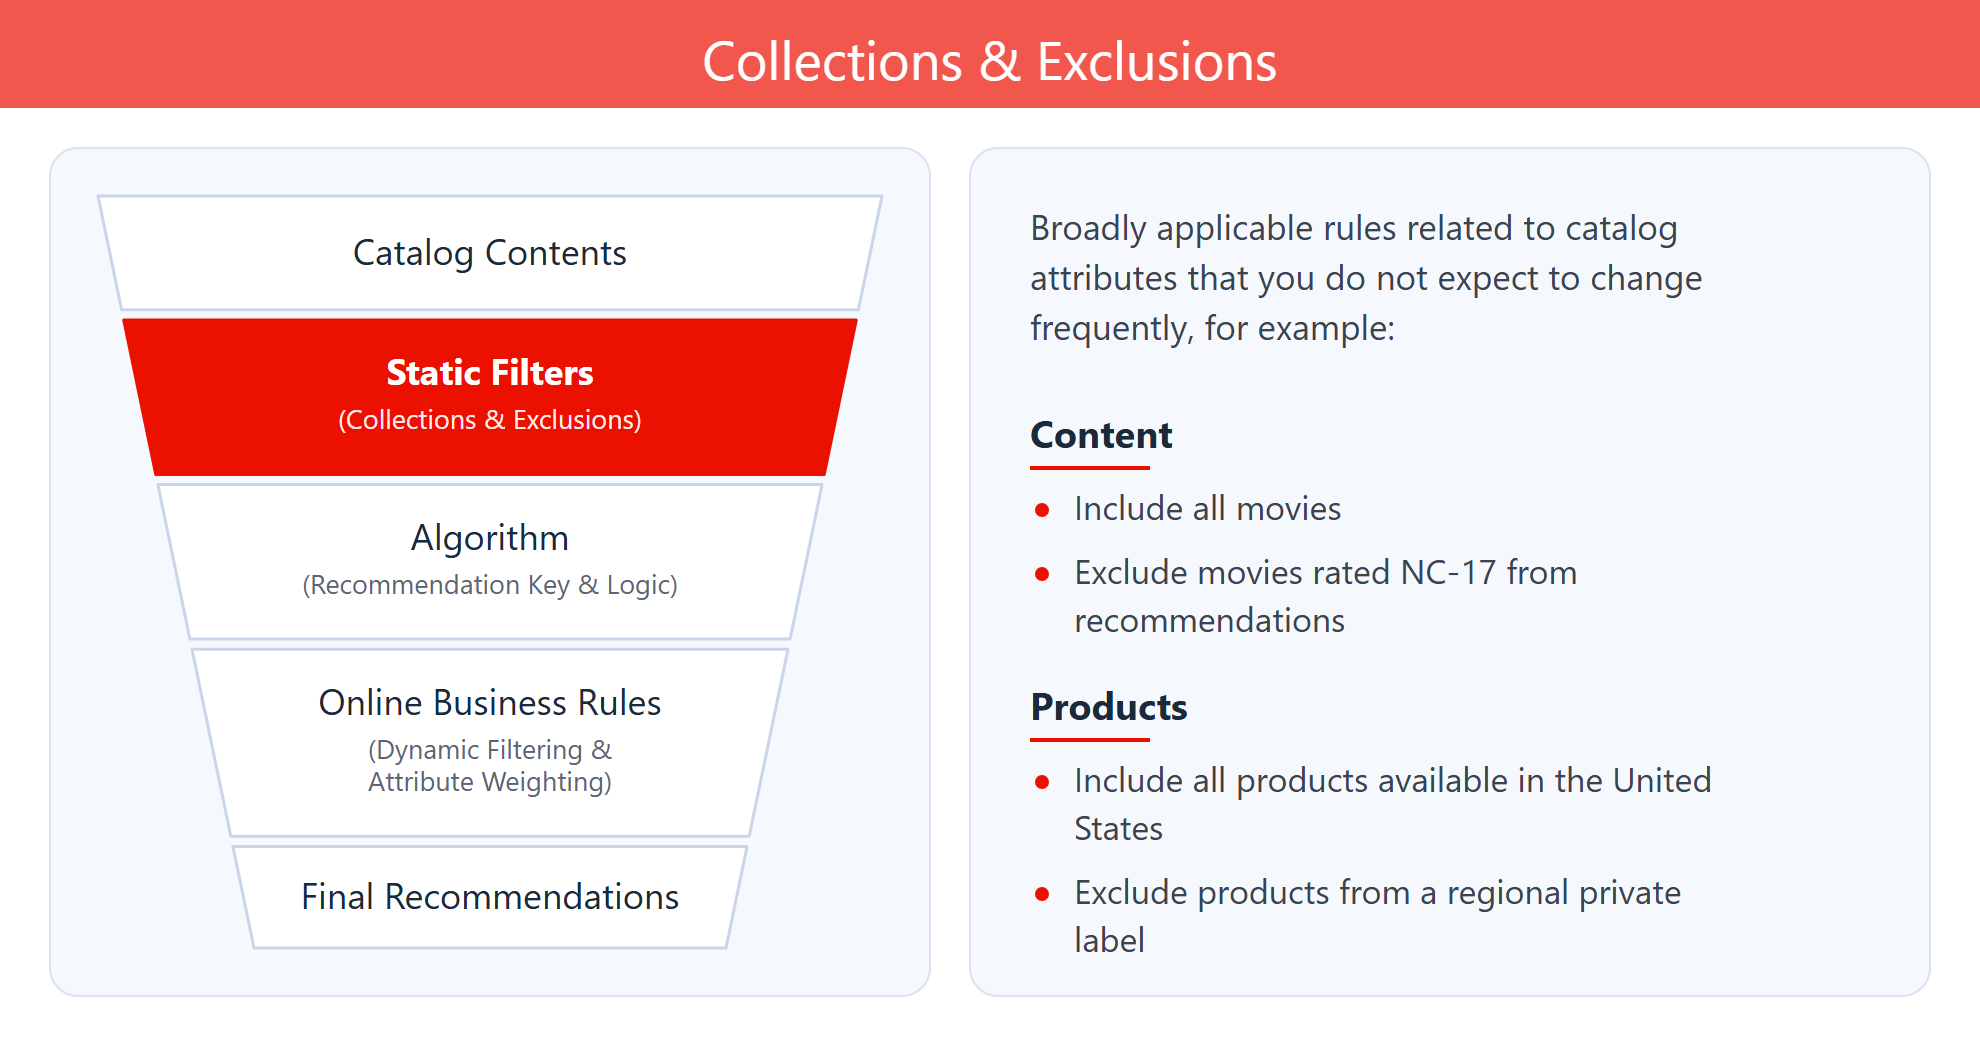 Collections & Exclusions
Catalog Contents
Static Filters
(Collections & Exclusions)
Algorithm
(Recommendation Key & Logic)
Online Business Rules
(Dynamic Filtering &
Attribute Weighting)
Final Recommendations
Broadly applicable rules related to catalog
attributes that you do not expect to change
frequently, for example:
Content
Include all movies
Exclude movies rated NC-17 from
recommendations
Products
Include all products available in the United
States
Exclude products from a regional private
label